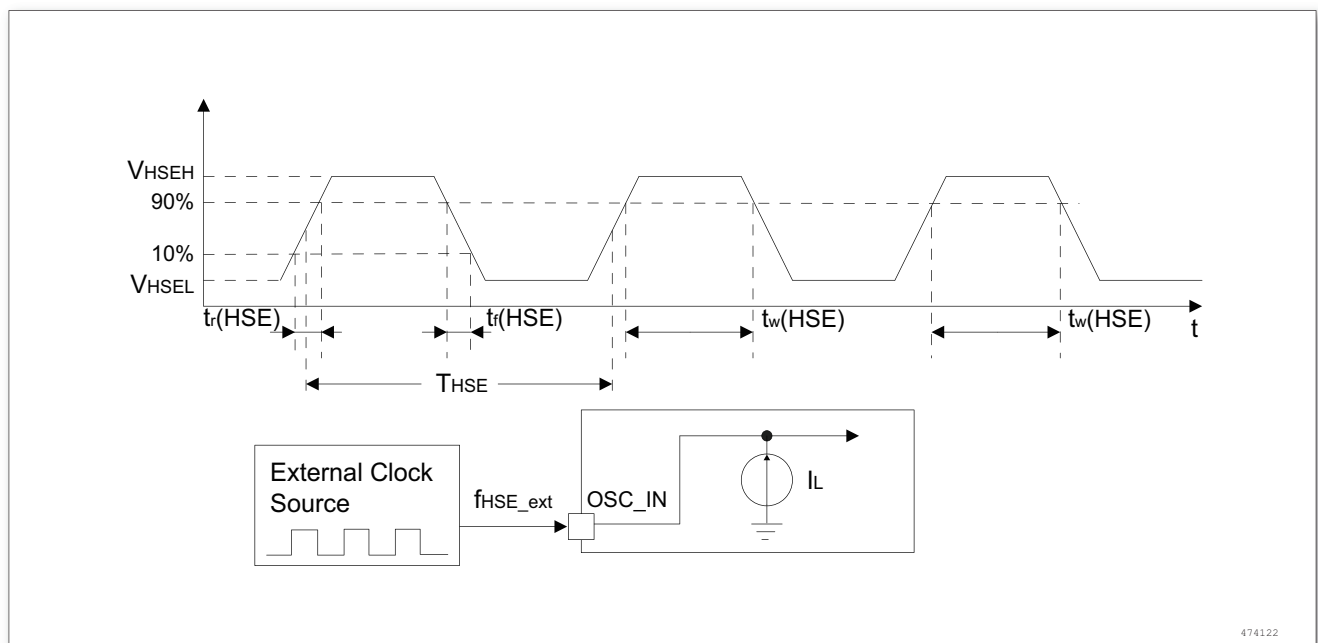 VHSEH
90%
10%
VHSEL
tr(HSE)
tf(HSE)
tw(HSE)
tw(HSE)
t
THSE
External Clock
Source
fHSE_ext
OSC_IN
IL
474122